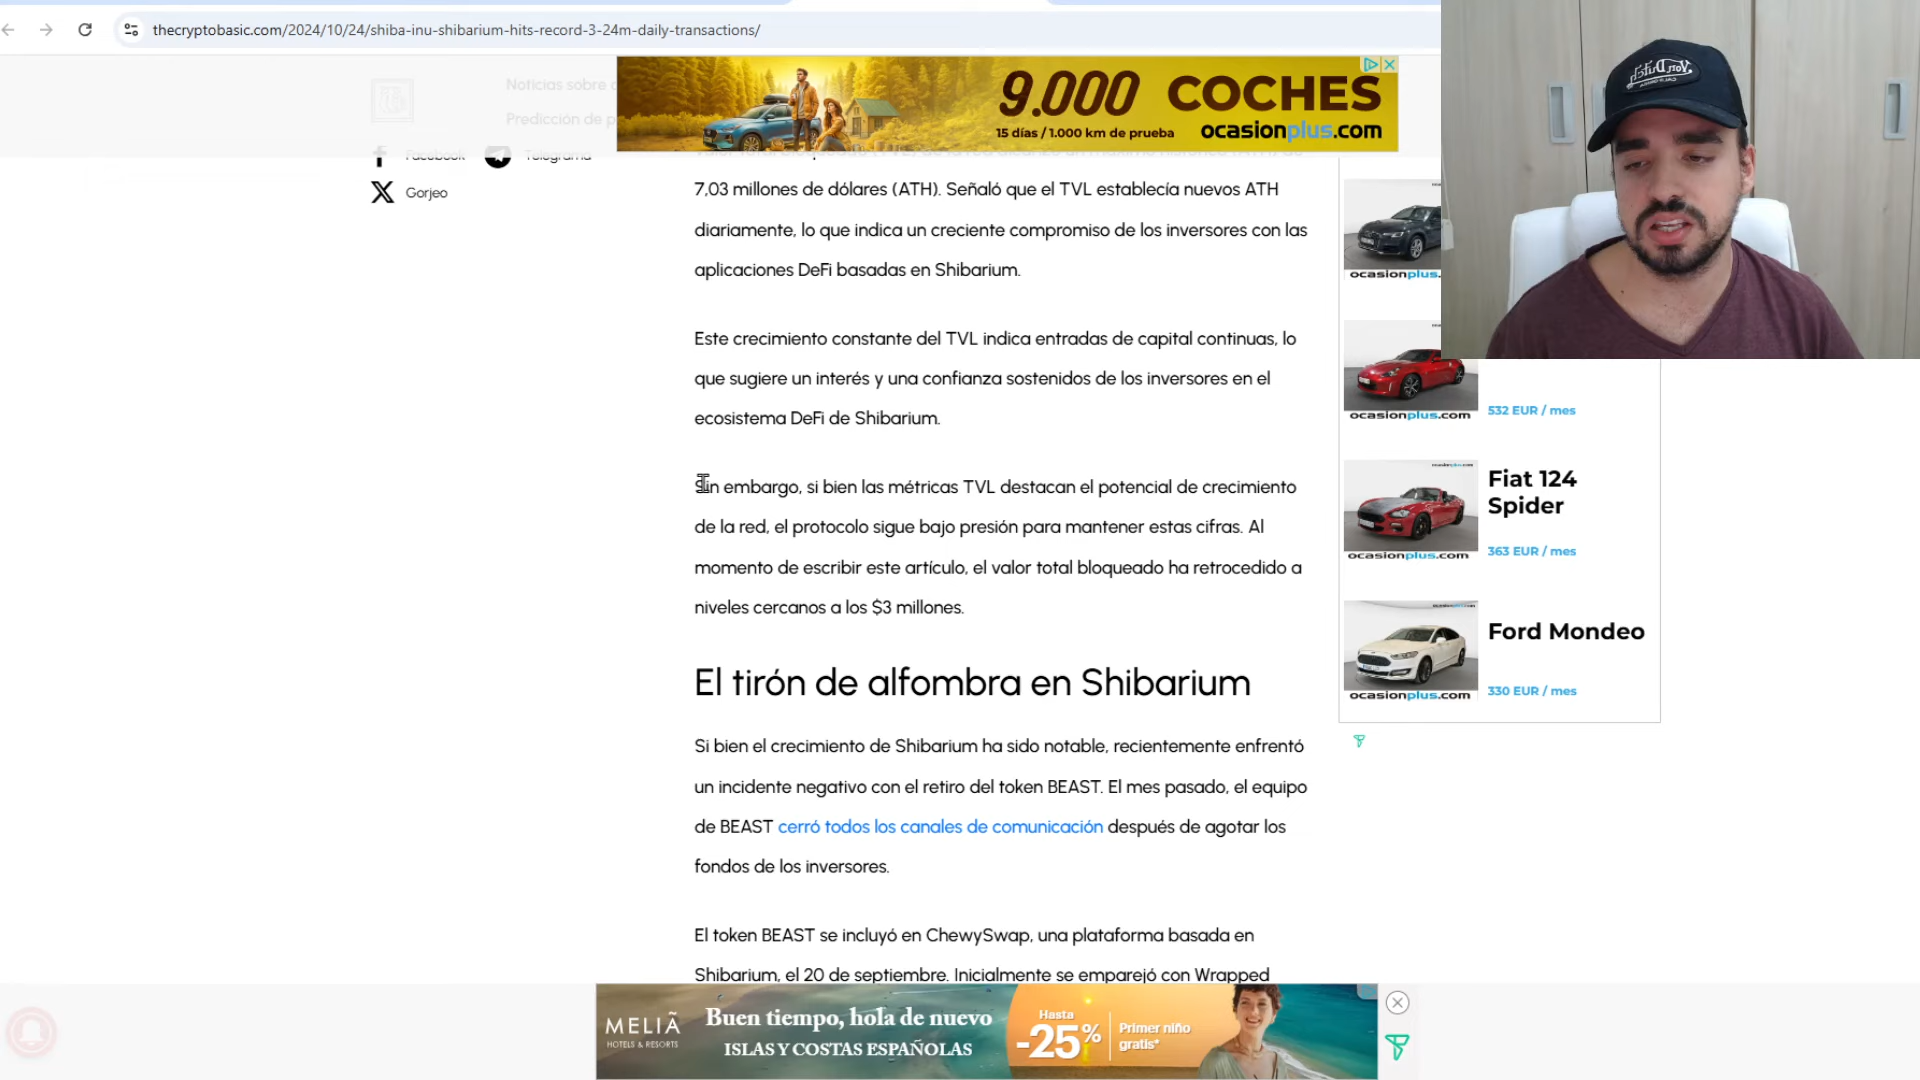 thecryptobasic.com/2024/10/24/shiba-inu-shibarium-hits-record-3-24m-daily-transactions/
Noticias sobre
Predicción de
Facebook
Telegrama
Gorjeo
9.000 COCHES
15 días / 1.000 km de prueba
ocasionplus.com
7,03 millones de dólares (ATH). Señaló que el TVL establecía nuevos ATH
diariamente, lo que indica un creciente compromiso de los inversores con las
aplicaciones DeFi basadas en Shibarium.
Este crecimiento constante del TVL indica entradas de capital continuas, lo
que sugiere un interés y una confianza sostenidos de los inversores en el
ecosistema DeFi de Shibarium.
Sin embargo, si bien las métricas TVL destacan el potencial de crecimiento
de la red, el protocolo sigue bajo presión para mantener estas cifras. Al
momento de escribir este artículo, el valor total bloqueado ha retrocedido a
niveles cercanos a los $3 millones.
El tirón de alfombra en Shibarium
Si bien el crecimiento de Shibarium ha sido notable, recientemente enfrentó
un incidente negativo con el retiro del token BEAST. El mes pasado, el equipo
de BEAST cerró todos los canales de comunicación después de agotar los
fondos de los inversores.
El token BEAST se incluyó en ChewySwap, una plataforma basada en
Shibarium, el 20 de septiembre. Inicialmente se emparejó con Wrapped
ocasionplus.
ocasionplus.com
532 EUR / mes
Fiat 124
Spider
363 EUR / mes
ocasionplus.com
Ford Mondeo
330 EUR / mes
ocasionplus.com
Von Dutch
MELIÃ
HOTELS & RESORTS
Buen tiempo, hola de nuevo
ISLAS Y COSTAS ESPAÑOLAS
Hasta
-25%
Primer niño
gratis*